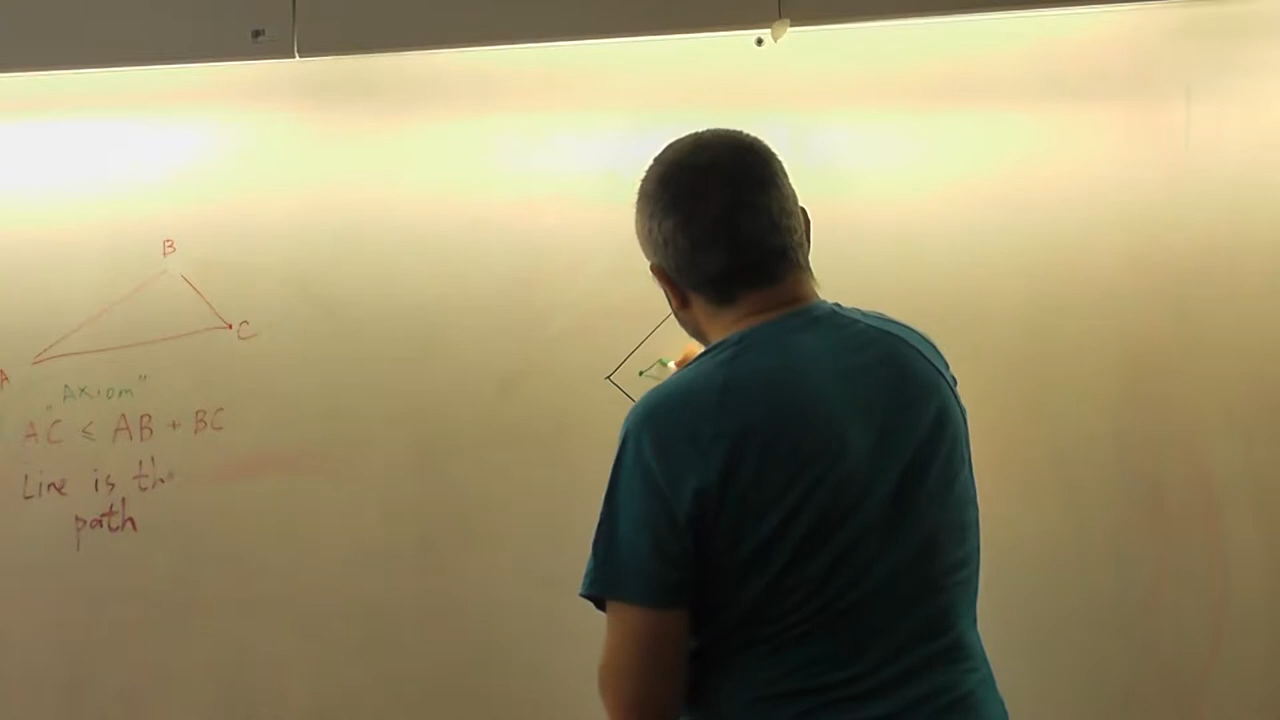 B
C
A
"Axiom"
AC ≤ AB + BC
Line is the
path